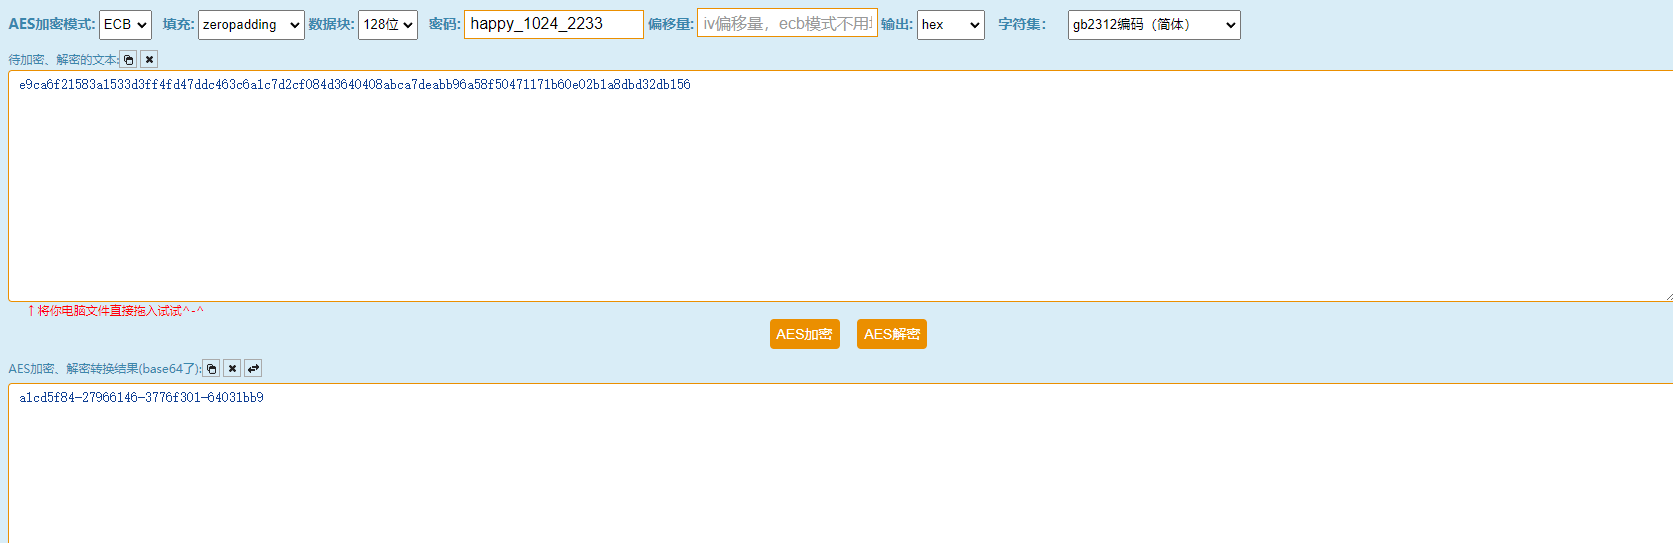 AES加密模式: ECB 填充: zeropadding 数据块: 128位 密码: happy_1024_2233 偏移量: iv偏移量，ecb模式不用 输出: hex 字符集： gb2312编码（简体）
待加密、解密的文本:
e9ca6f21583a1533d3ff4fd47ddc463c6a1c7d2cf084d3640408abca7deabb96a58f50471171b60e02b1a8dbd32db156
↑将你电脑文件直接拖入试试^-^
AES加密 AES解密
AES加密、解密转换结果(base64了):
a1cd5f84-27966146-3776f301-64031bb9